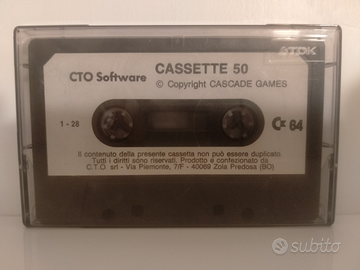 TDK
CTO Software
CASSETTE 50
© Copyright CASCADE GAMES
1 - 28
C 64
Il contenuto della presente cassetta non può essere duplicato.
Tutti i diritti sono riservati. Prodotto e confezionato da
C.T.O. srl - Via Piemonte, 7/F - 40069 Zola Predosa (BO)
subito